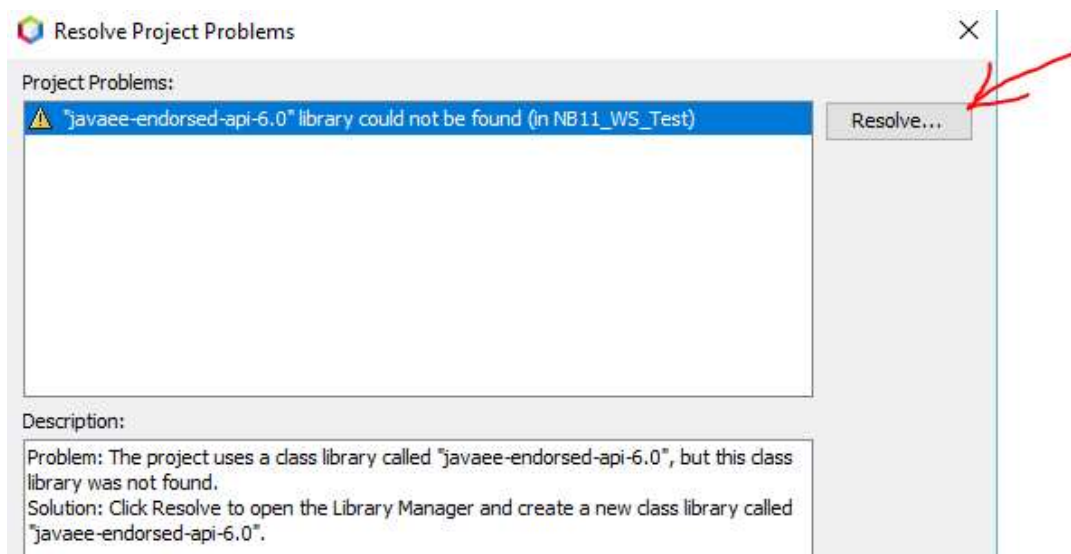 Resolve Project Problems
Project Problems:
"javaee-endorsed-api-6.0" library could not be found (in NB11_WS_Test)
Resolve...
Description:
Problem: The project uses a class library called "javaee-endorsed-api-6.0", but this class
library was not found.
Solution: Click Resolve to open the Library Manager and create a new class library called
"javaee-endorsed-api-6.0".